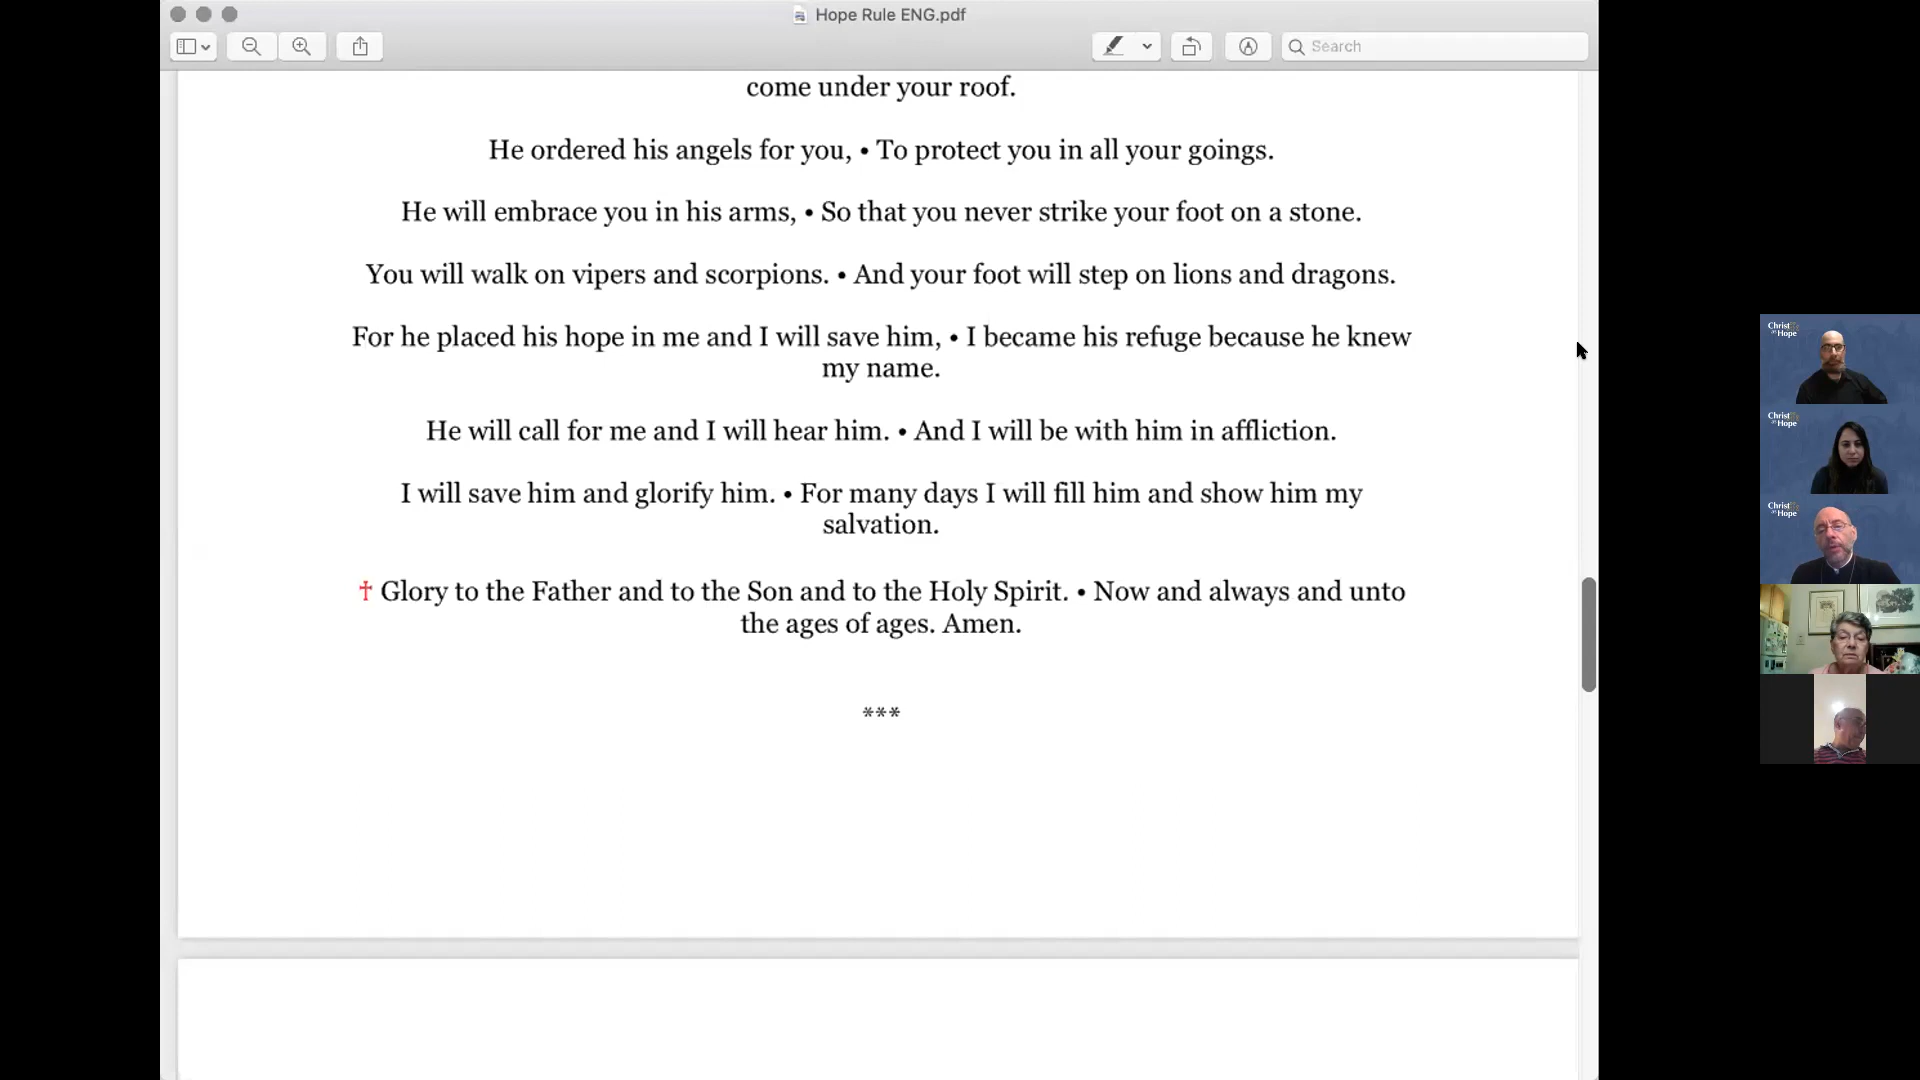 Hope Rule ENG.pdf
Search
come under your roof.
He ordered his angels for you, • To protect you in all your goings.
He will embrace you in his arms, • So that you never strike your foot on a stone.
You will walk on vipers and scorpions. • And your foot will step on lions and dragons.
For he placed his hope in me and I will save him, • I became his refuge because he knew
my name.
He will call for me and I will hear him. • And I will be with him in affliction.
I will save him and glorify him. • For many days I will fill him and show him my
salvation.
† Glory to the Father and to the Son and to the Holy Spirit. • Now and always and unto
the ages of ages. Amen.
***
Christ
Hope
Christ
Hope
Christ
Hope